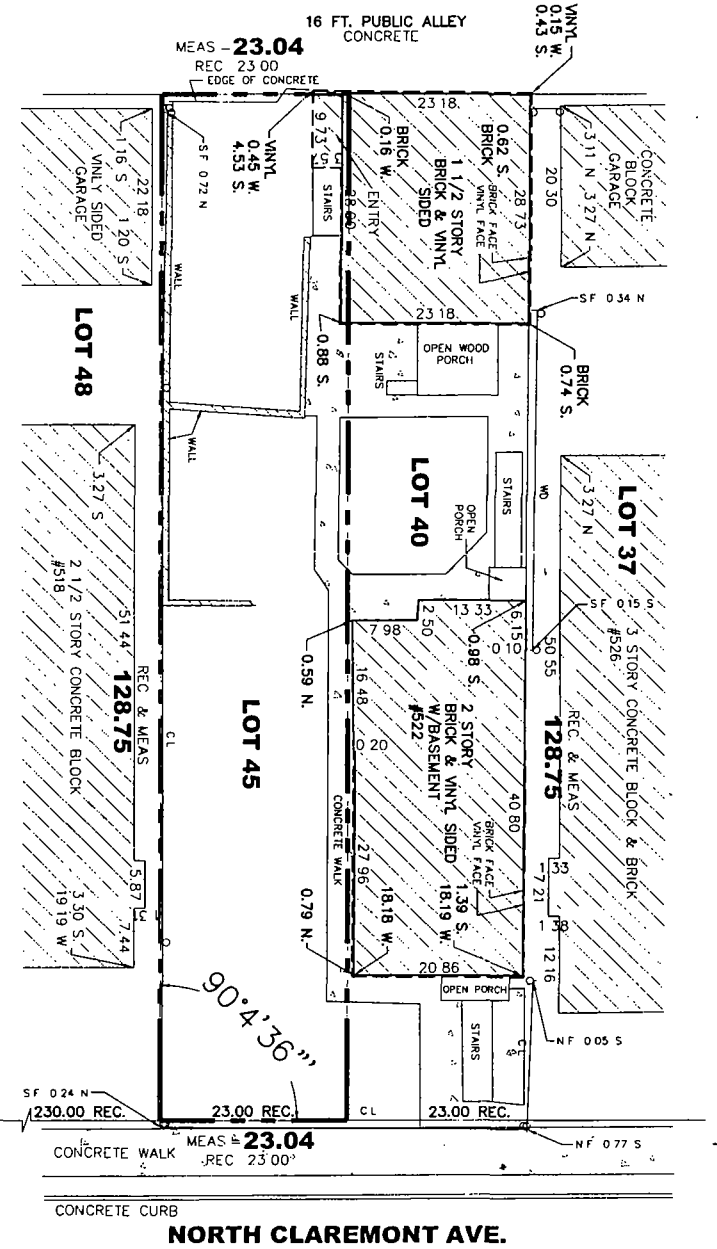 16 FT. PUBLIC ALLEY
CONCRETE
MEAS - 23.04
REC 23 00
EDGE OF CONCRETE
VINYL
0.15 W.
0.43 S.
23 18.
SF 0 72 N
VINYL
0.45 W
4.53 S.
9 73
BRICK
0.16 W.
0.62 S.
BRICK
1 1/2 STORY
BRICK & VINYL
SIDED
BRICK FACE
VINYL FACE
28 73
28 00
ENTRY
STAIRS
3 11 N
3 27 N
20 30
CONCRETE
BLOCK
GARAGE
1 16 S
22 18
1 20 S
VINLY SIDED
GARAGE
WALL
WALL
WALL
LOT 48
0.88 S.
23 18.
SF 0 34 N
BRICK
0.74 S.
OPEN WOOD
PORCH
STAIRS
LOT 40
STAIRS
OPEN
PORCH
WD
LOT 37
3 27 N
3 STORY CONCRETE BLOCK & BRICK
#526
SF 0 15 S
50 55
3.27 S
2 1/2 STORY CONCRETE BLOCK
#518
51 44
REC & MEAS
128.75
CL
LOT 45
0.59 N.
7 98
2 50
13 33
6.15
0 10
0.98 S.
16 48
0 20
27 96
CONCRETE WALK
2 STORY
BRICK & VINYL SIDED
W/BASEMENT
#522
40 80
BRICK FACE
VINYL FACE
REC. & MEAS
128.75
1.33
7 21
1 38
12 16
5.87
7.44
3 30 S.
19 19 W.
0.79 N.
18.18 W.
1.39 S.
18.19 W.
20 86
OPEN PORCH
STAIRS
CL
NF 0 05 S
90°4'36"
SF 0 24 N
230.00 REC.
23.00 REC.
CL
23.00 REC.
MEAS = 23.04
REC 23 00
CONCRETE WALK
NF 0 77 S
CONCRETE CURB
NORTH CLAREMONT AVE.